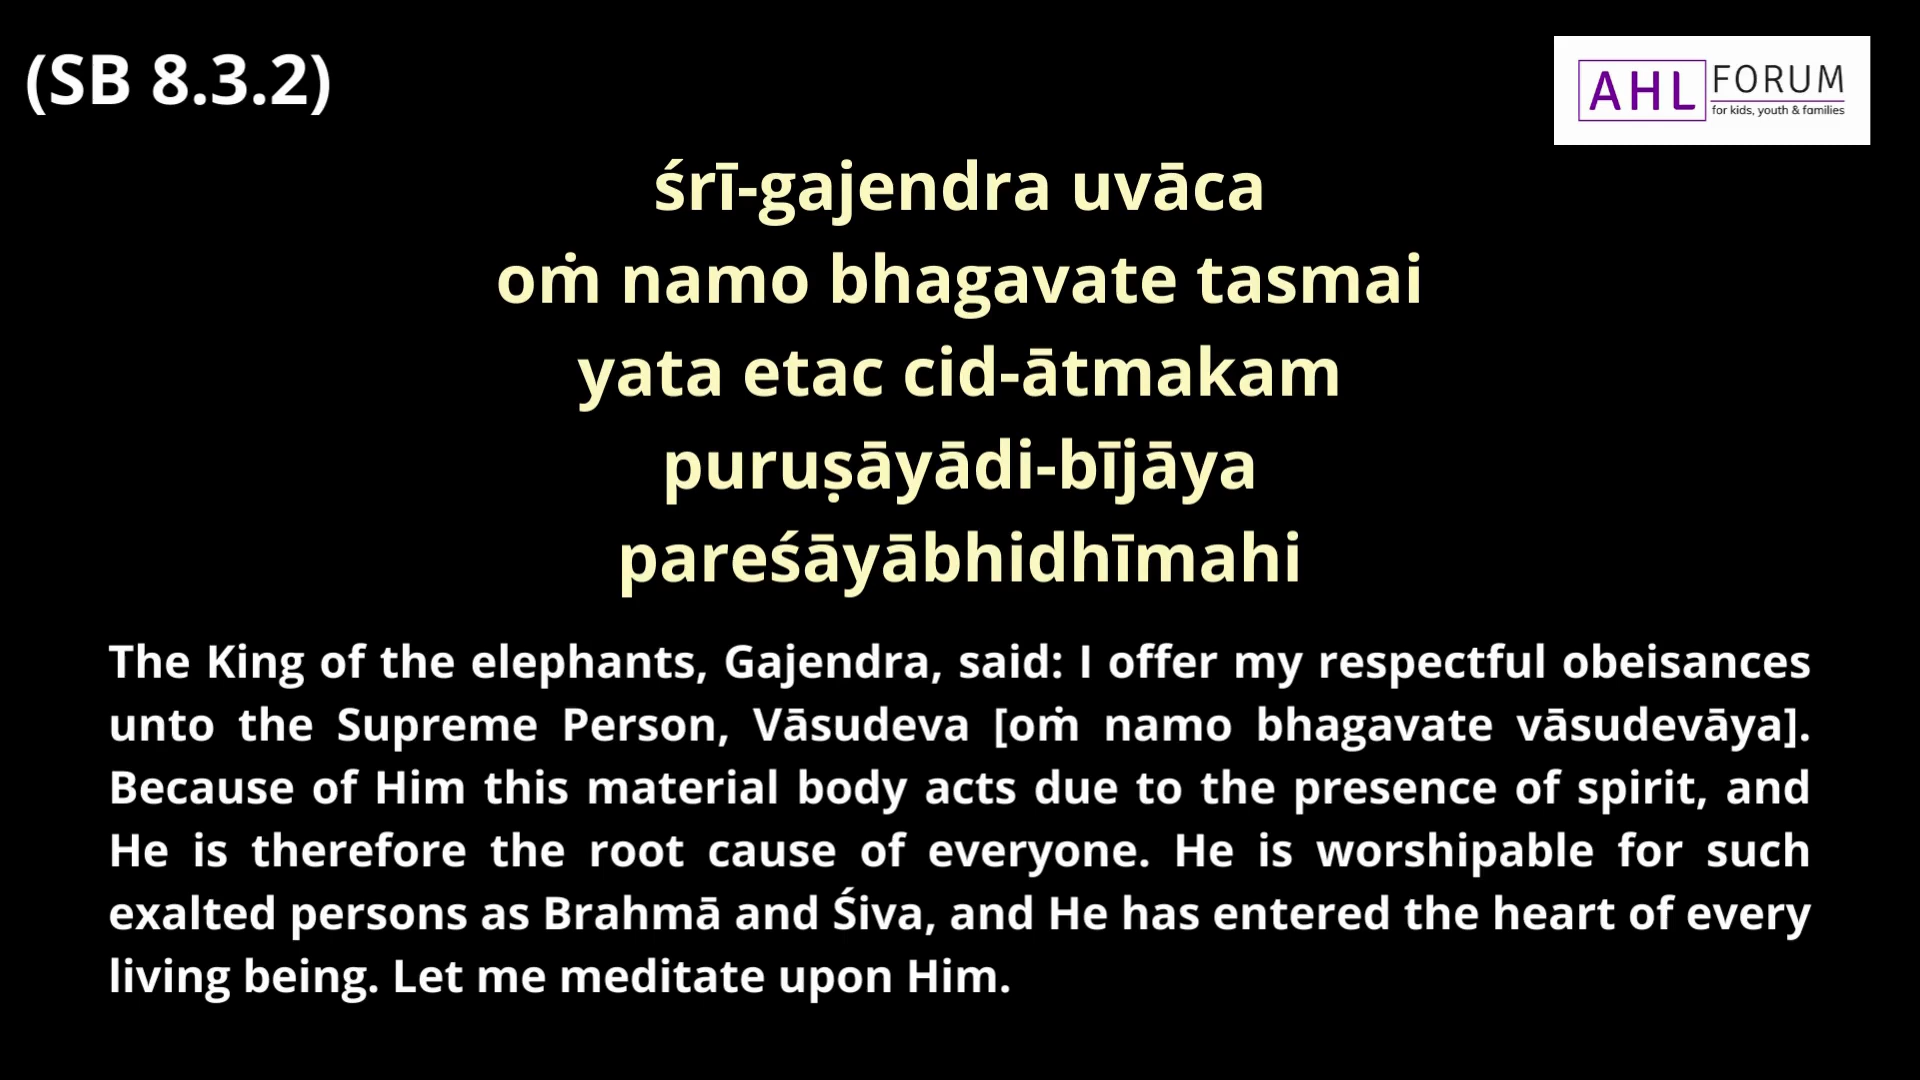 (SB 8.3.2)
AHL FORUM
for kids, youth & families
śrī-gajendra uvāca
oṁ namo bhagavate tasmai
yata etac cid-ātmakam
puruṣāyādi-bījāya
pareśāyābhidhīmahi
The King of the elephants, Gajendra, said: I offer my respectful obeisances
unto the Supreme Person, Vāsudeva [oṁ namo bhagavate vāsudevāya].
Because of Him this material body acts due to the presence of spirit, and
He is therefore the root cause of everyone. He is worshipable for such
exalted persons as Brahmā and Śiva, and He has entered the heart of every
living being. Let me meditate upon Him.